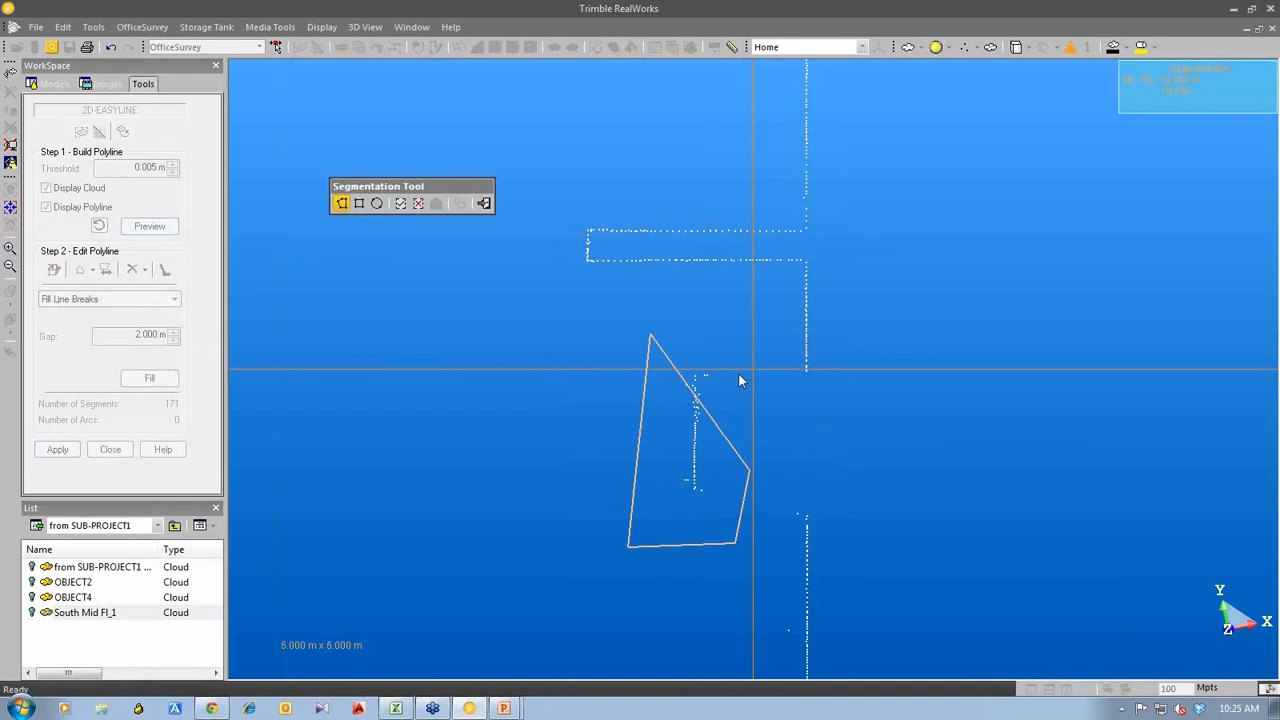 Trimble RealWorks
File Edit Tools OfficeSurvey Storage Tank Media Tools Display 3D View Window Help
OfficeSurvey Home
WorkSpace
Models Images Tools
2D-EASYLINE
Step 1 - Build Polyline
Threshold: 0.005 m
Display Cloud
Display Polyline
Preview
Step 2 - Edit Polyline
Fill Line Breaks
Gap: 2.000 m
Fill
Number of Segments: 171
Number of Arcs: 0
Apply Close Help
Segmentation Tool
List
from SUB-PROJECT1
Name Type
from SUB-PROJECT1 ... Cloud
OBJECT2 Cloud
OBJECT4 Cloud
South Mid Fl_1 Cloud
5.000 m x 5.000 m
Y
X
Z
Ready
100 Mpts
10:25 AM